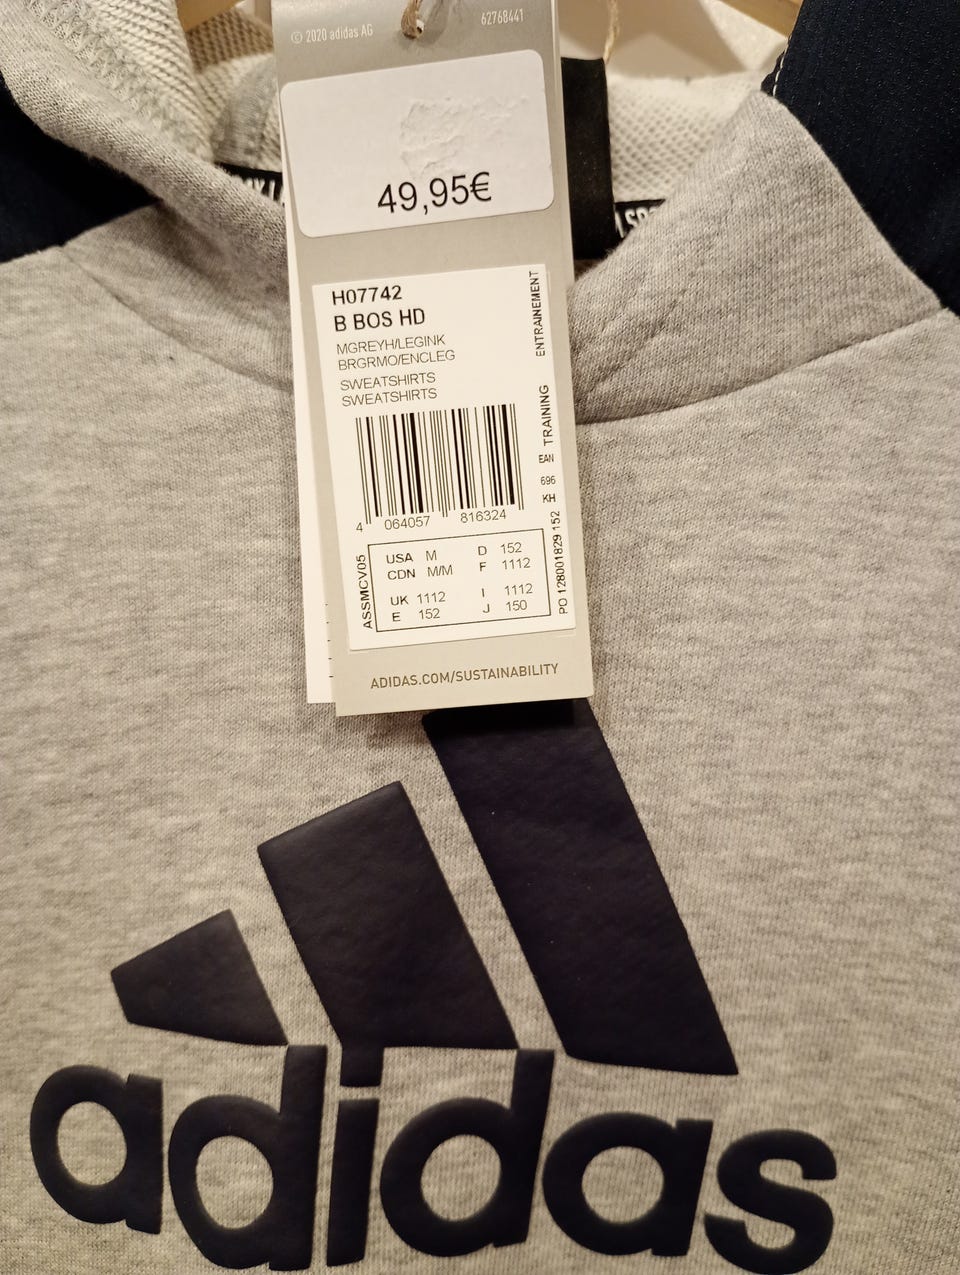 © 2020 adidas AG
62768441
49,95€
H07742
B BOS HD
MGREYH/LEGINK
BRGRMO/ENCLEG
SWEATSHIRTS
SWEATSHIRTS
ENTRAINEMENT
TRAINING
EAN
696
KH
PO 128001829 152
4 064057 816324
ASSMCV05
USA M D 152
CDN M/M F 1112
UK 1112 I 1112
E 152 J 150
ADIDAS.COM/SUSTAINABILITY
adidas